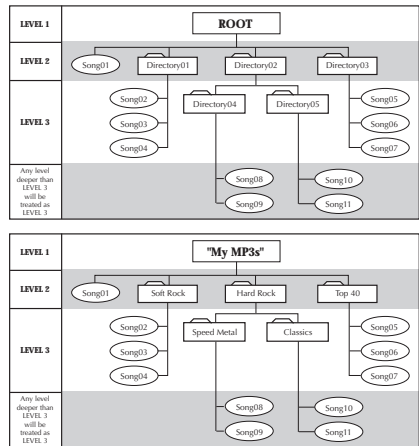 LEVEL 1
ROOT
LEVEL 2
Song01
Directory01
Directory02
Directory03
LEVEL 3
Song02
Song03
Song04
Directory04
Directory05
Song05
Song06
Song07
Any level
deeper than
LEVEL 3
will be
treated as
LEVEL 3
Song08
Song09
Song10
Song11
LEVEL 1
"My MP3s"
LEVEL 2
Song01
Soft Rock
Hard Rock
Top 40
LEVEL 3
Song02
Song03
Song04
Speed Metal
Classics
Song05
Song06
Song07
Any level
deeper than
LEVEL 3
will be
treated as
LEVEL 3
Song08
Song09
Song10
Song11